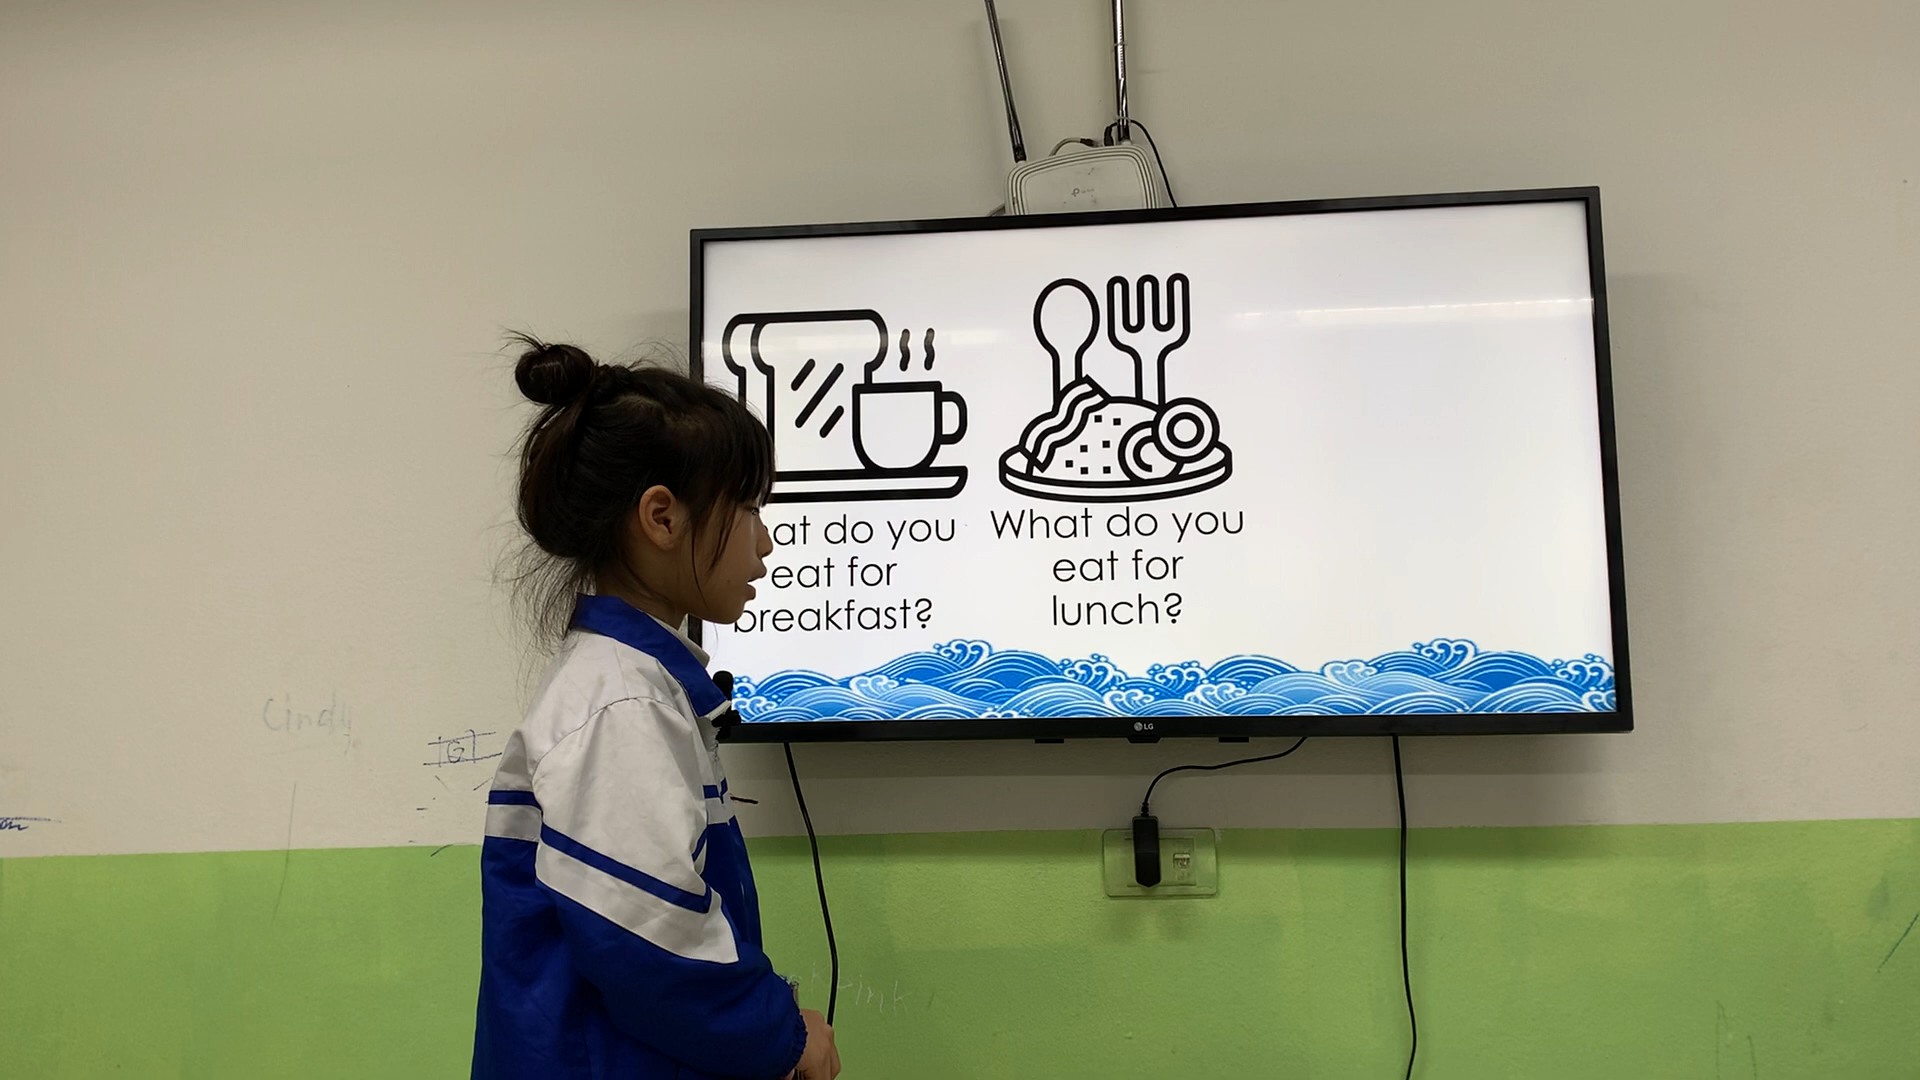 at do you
eat for
breakfast?
What do you
eat for
lunch?
LG
Cindy